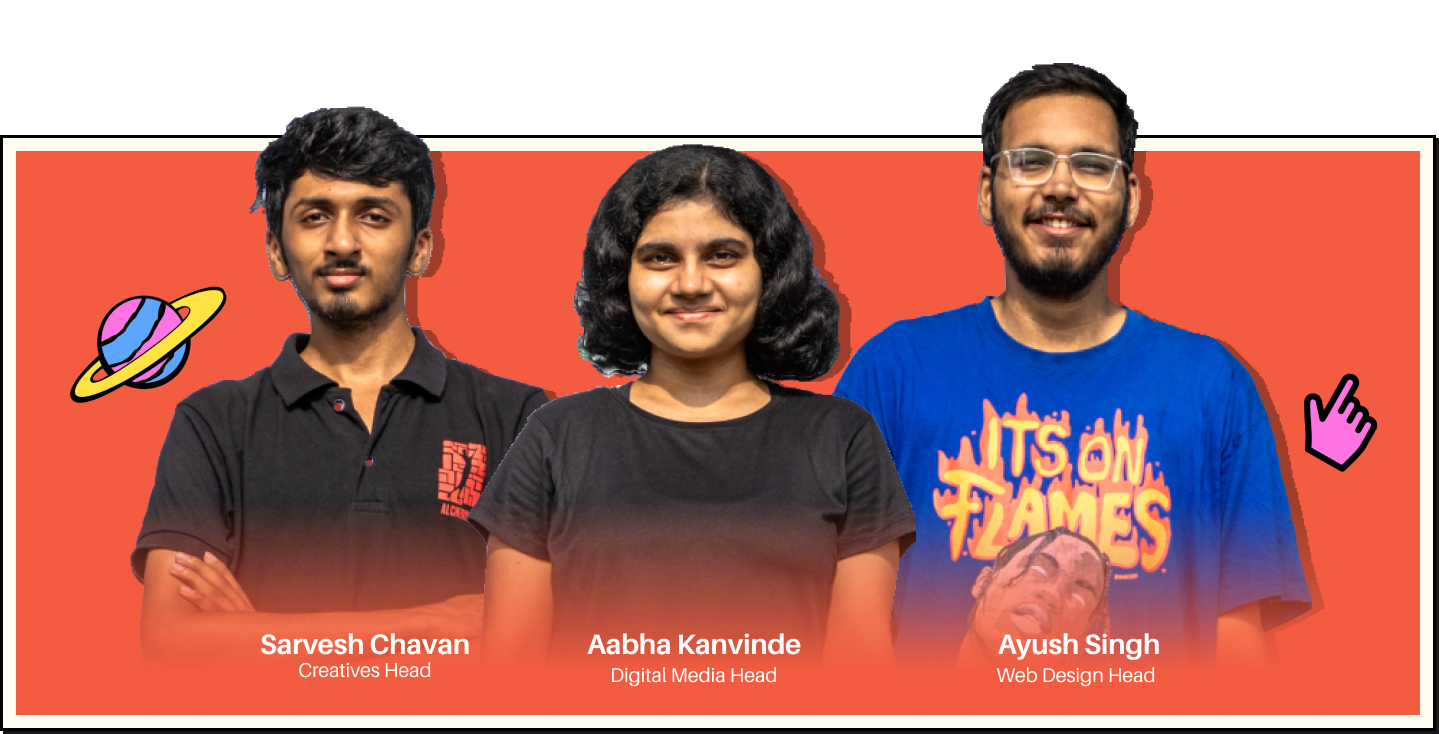 ITS ON
FLAMES
Sarvesh Chavan
Creatives Head
Aabha Kanvinde
Digital Media Head
Ayush Singh
Web Design Head